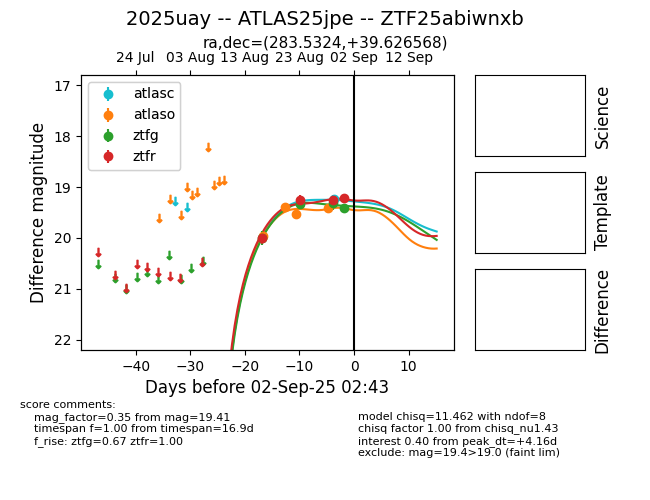 2025uay -- ATLAS25jpe -- ZTF25abiwnxb
ra,dec=(283.5324,+39.626568)
24 Jul 03 Aug 13 Aug 23 Aug 02 Sep 12 Sep
atlasc
atlaso
ztfg
ztfr
17
18
19
20
21
22
Difference magnitude
−40 −30 −20 −10 0 10
Days before 02-Sep-25 02:43
Science
Template
Difference
score comments:
mag_factor=0.35 from mag=19.41
timespan f=1.00 from timespan=16.9d
f_rise: ztfg=0.67 ztfr=1.00
model chisq=11.462 with ndof=8
chisq factor 1.00 from chisq_nu1.43
interest 0.40 from peak_dt=+4.16d
exclude: mag=19.4>19.0 (faint lim)